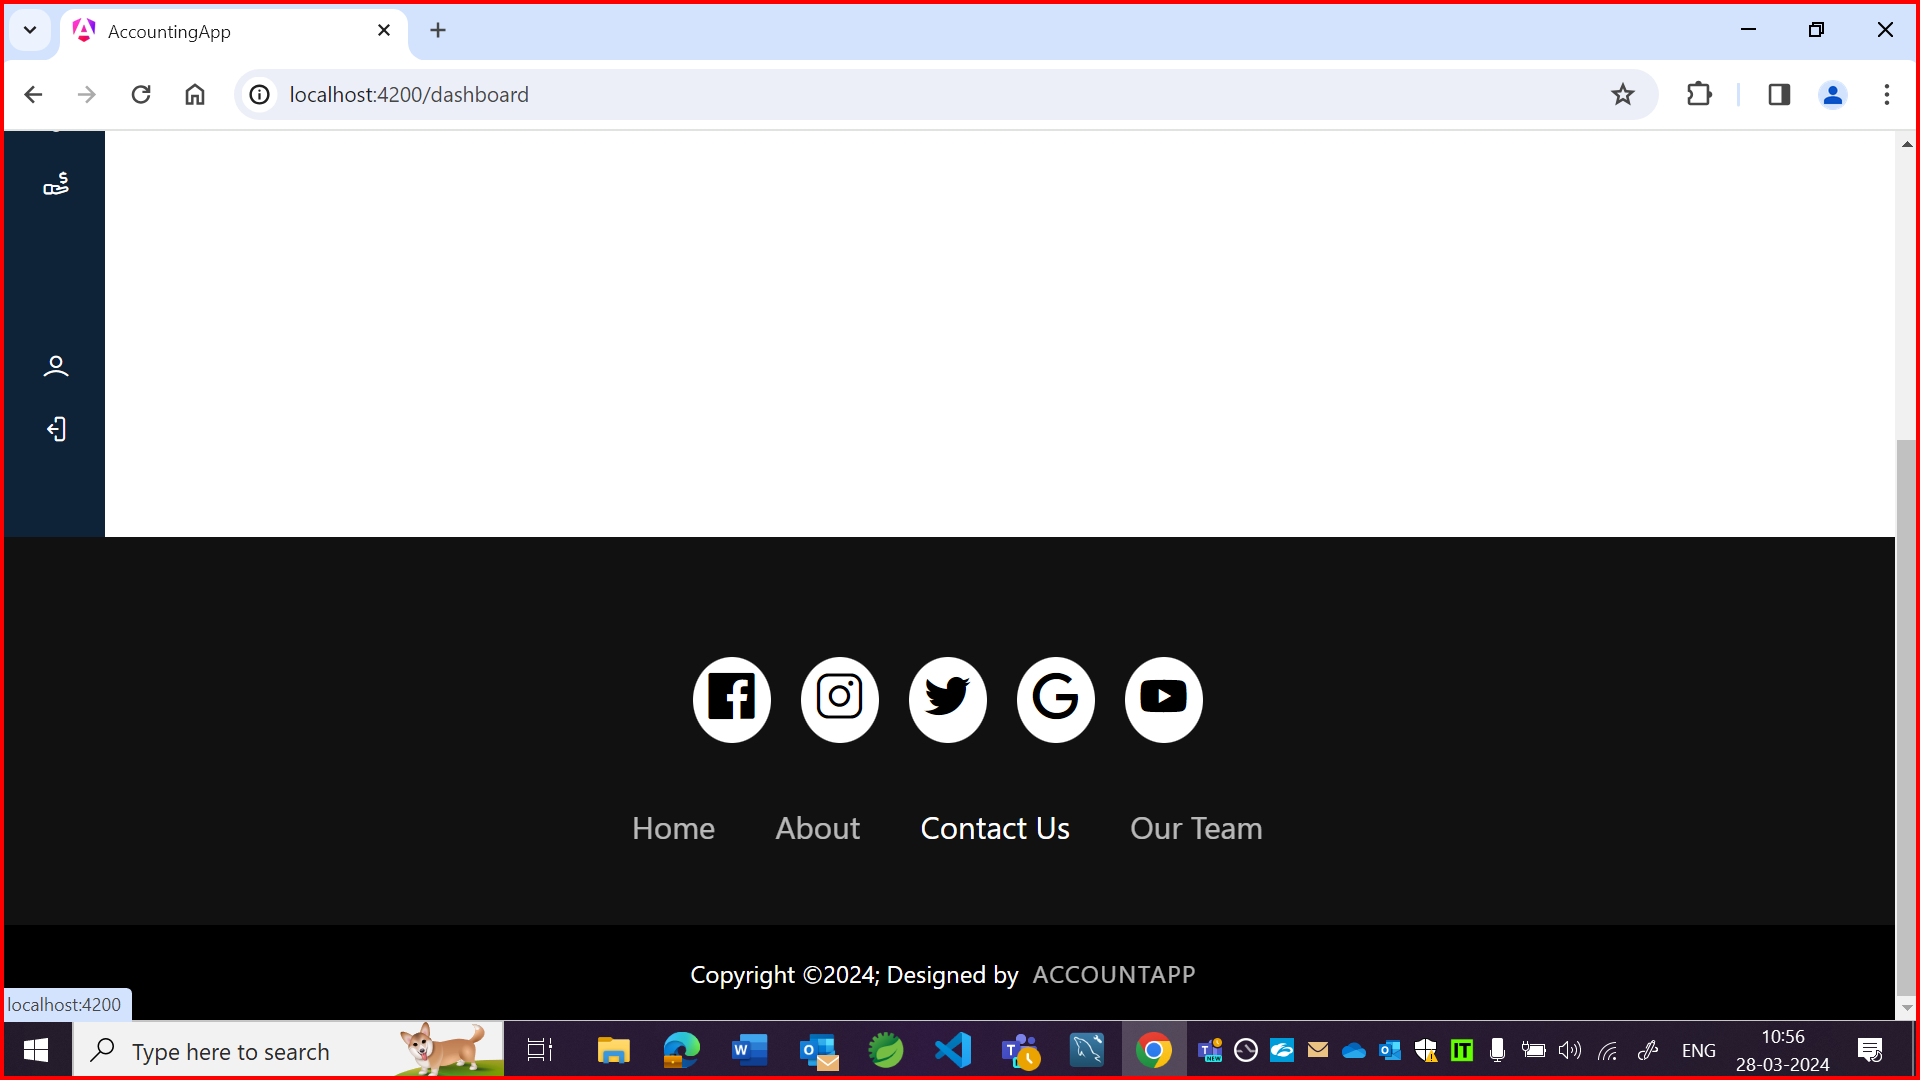 AccountingApp
localhost:4200/dashboard
Home About Contact Us Our Team
Copyright ©2024; Designed by ACCOUNTAPP
localhost:4200
Type here to search
ENG
10:56
28-03-2024